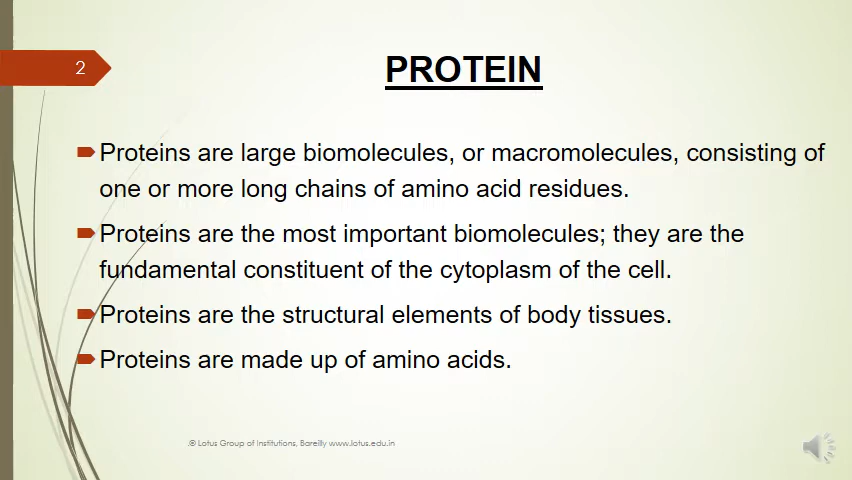 2
PROTEIN
Proteins are large biomolecules, or macromolecules, consisting of
one or more long chains of amino acid residues.
Proteins are the most important biomolecules; they are the
fundamental constituent of the cytoplasm of the cell.
Proteins are the structural elements of body tissues.
Proteins are made up of amino acids.
.® Lotus Group of Institutions, Bareilly www.lotus.edu.in